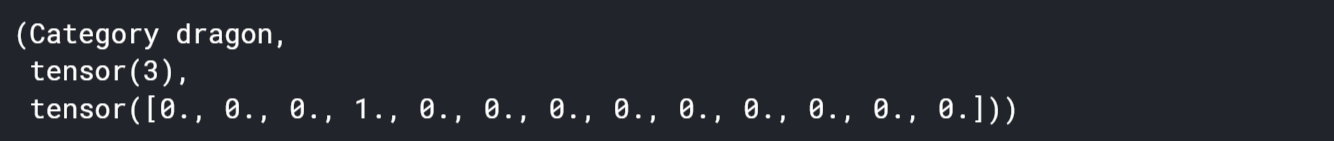 (Category dragon,
tensor(3),
tensor([0., 0., 0., 1., 0., 0., 0., 0., 0., 0., 0., 0., 0.]))